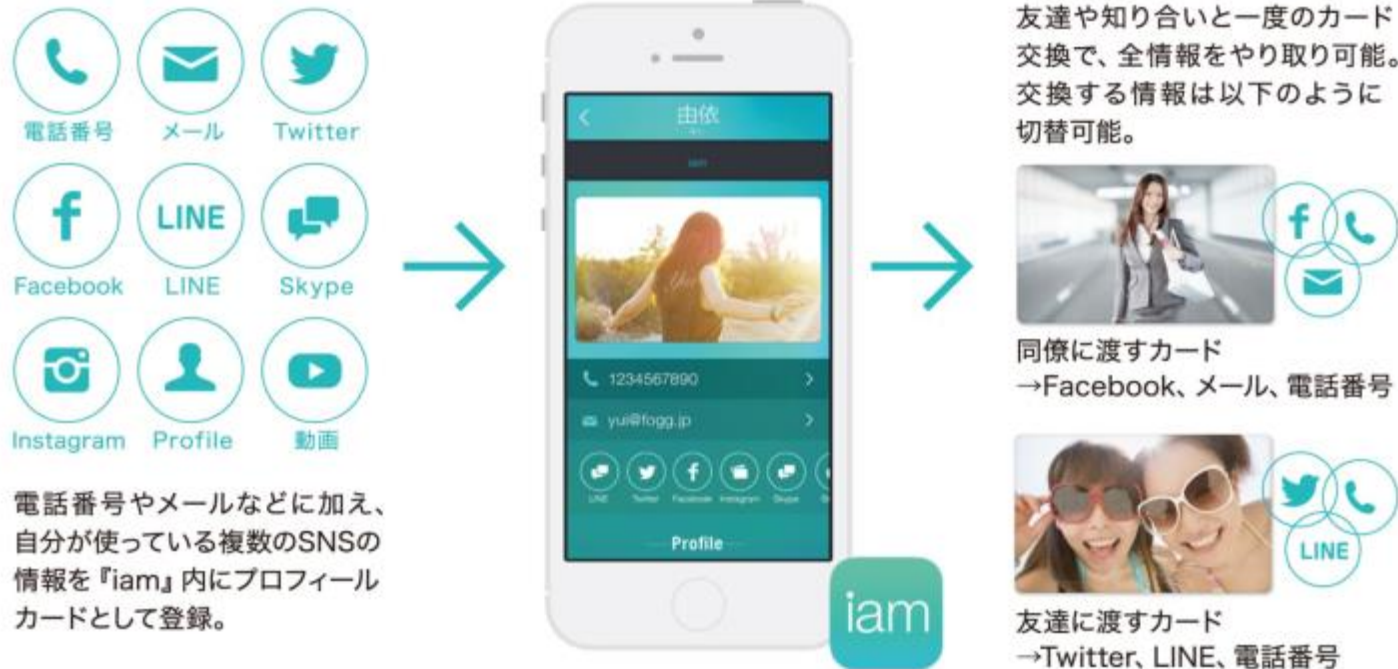 電話番号
メール
Twitter
Facebook
LINE
LINE
Skype
Instagram
Profile
動画
電話番号やメールなどに加え、
自分が使っている複数のSNSの
情報を『iam』内にプロフィール
カードとして登録。
由依
iam
1234567890
yui@fogg.jp
LINE
Twitter
Facebook
Instagram
Skype
Profile
iam
友達や知り合いと一度のカード
交換で、全情報をやり取り可能。
交換する情報は以下のように
切替可能。
同僚に渡すカード
→Facebook、メール、電話番号
LINE
友達に渡すカード
→Twitter、LINE、電話番号